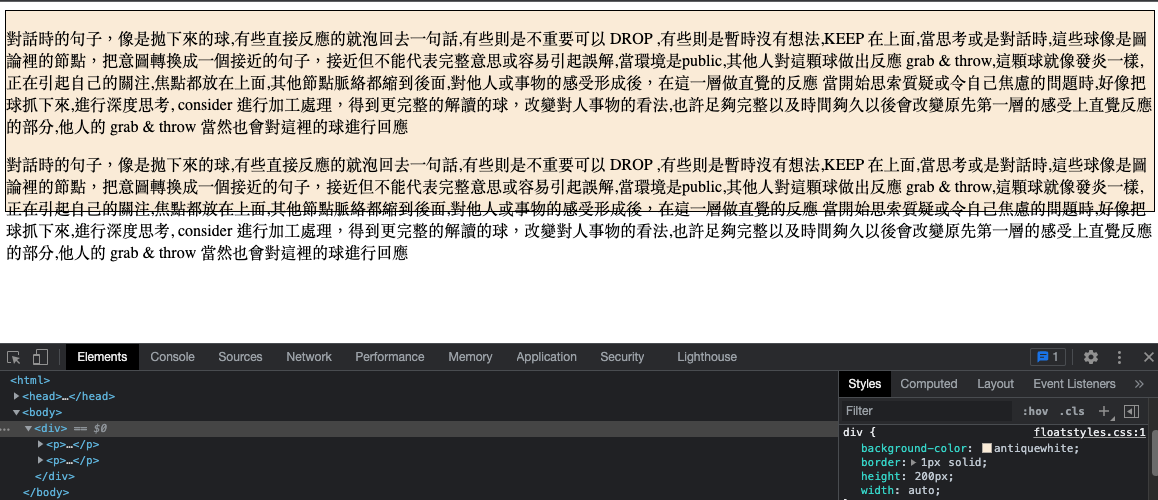 對話時的句子，像是拋下來的球,有些直接反應的就泡回去一句話,有些則是不重要可以 DROP ,有些則是暫時沒有想法,KEEP 在上面,當思考或是對話時,這些球像是圖
論裡的節點，把意圖轉換成一個接近的句子，接近但不能代表完整意思或容易引起誤解,當環境是public,其他人對這顆球做出反應 grab & throw,這顆球就像發炎一樣,
正在引起自己的關注,焦點都放在上面,其他節點脈絡都縮到後面,對他人或事物的感受形成後，在這一層做直覺的反應 當開始思索質疑或令自己焦慮的問題時,好像把
球抓下來,進行深度思考, consider 進行加工處理，得到更完整的解讀的球，改變對人事物的看法,也許足夠完整以及時間夠久以後會改變原先第一層的感受上直覺反應
的部分,他人的 grab & throw 當然也會對這裡的球進行回應
對話時的句子，像是拋下來的球,有些直接反應的就泡回去一句話,有些則是不重要可以 DROP ,有些則是暫時沒有想法,KEEP 在上面,當思考或是對話時,這些球像是圖
論裡的節點，把意圖轉換成一個接近的句子，接近但不能代表完整意思或容易引起誤解,當環境是public,其他人對這顆球做出反應 grab & throw,這顆球就像發炎一樣,
正在引起自己的關注,焦點都放在上面,其他節點脈絡都縮到後面,對他人或事物的感受形成後，在這一層做直覺的反應 當開始思索質疑或令自己焦慮的問題時,好像把
球抓下來,進行深度思考, consider 進行加工處理，得到更完整的解讀的球，改變對人事物的看法,也許足夠完整以及時間夠久以後會改變原先第一層的感受上直覺反應
的部分,他人的 grab & throw 當然也會對這裡的球進行回應
Elements Console Sources Network Performance Memory Application Security Lighthouse 1
<html>
<head>…</head>
<body>
… <div> == $0
<p>…</p>
<p>…</p>
</div>
</body>
Styles Computed Layout Event Listeners »
Filter :hov .cls +
div { floatstyles.css:1
background-color: antiquewhite;
border: 1px solid;
height: 200px;
width: auto;